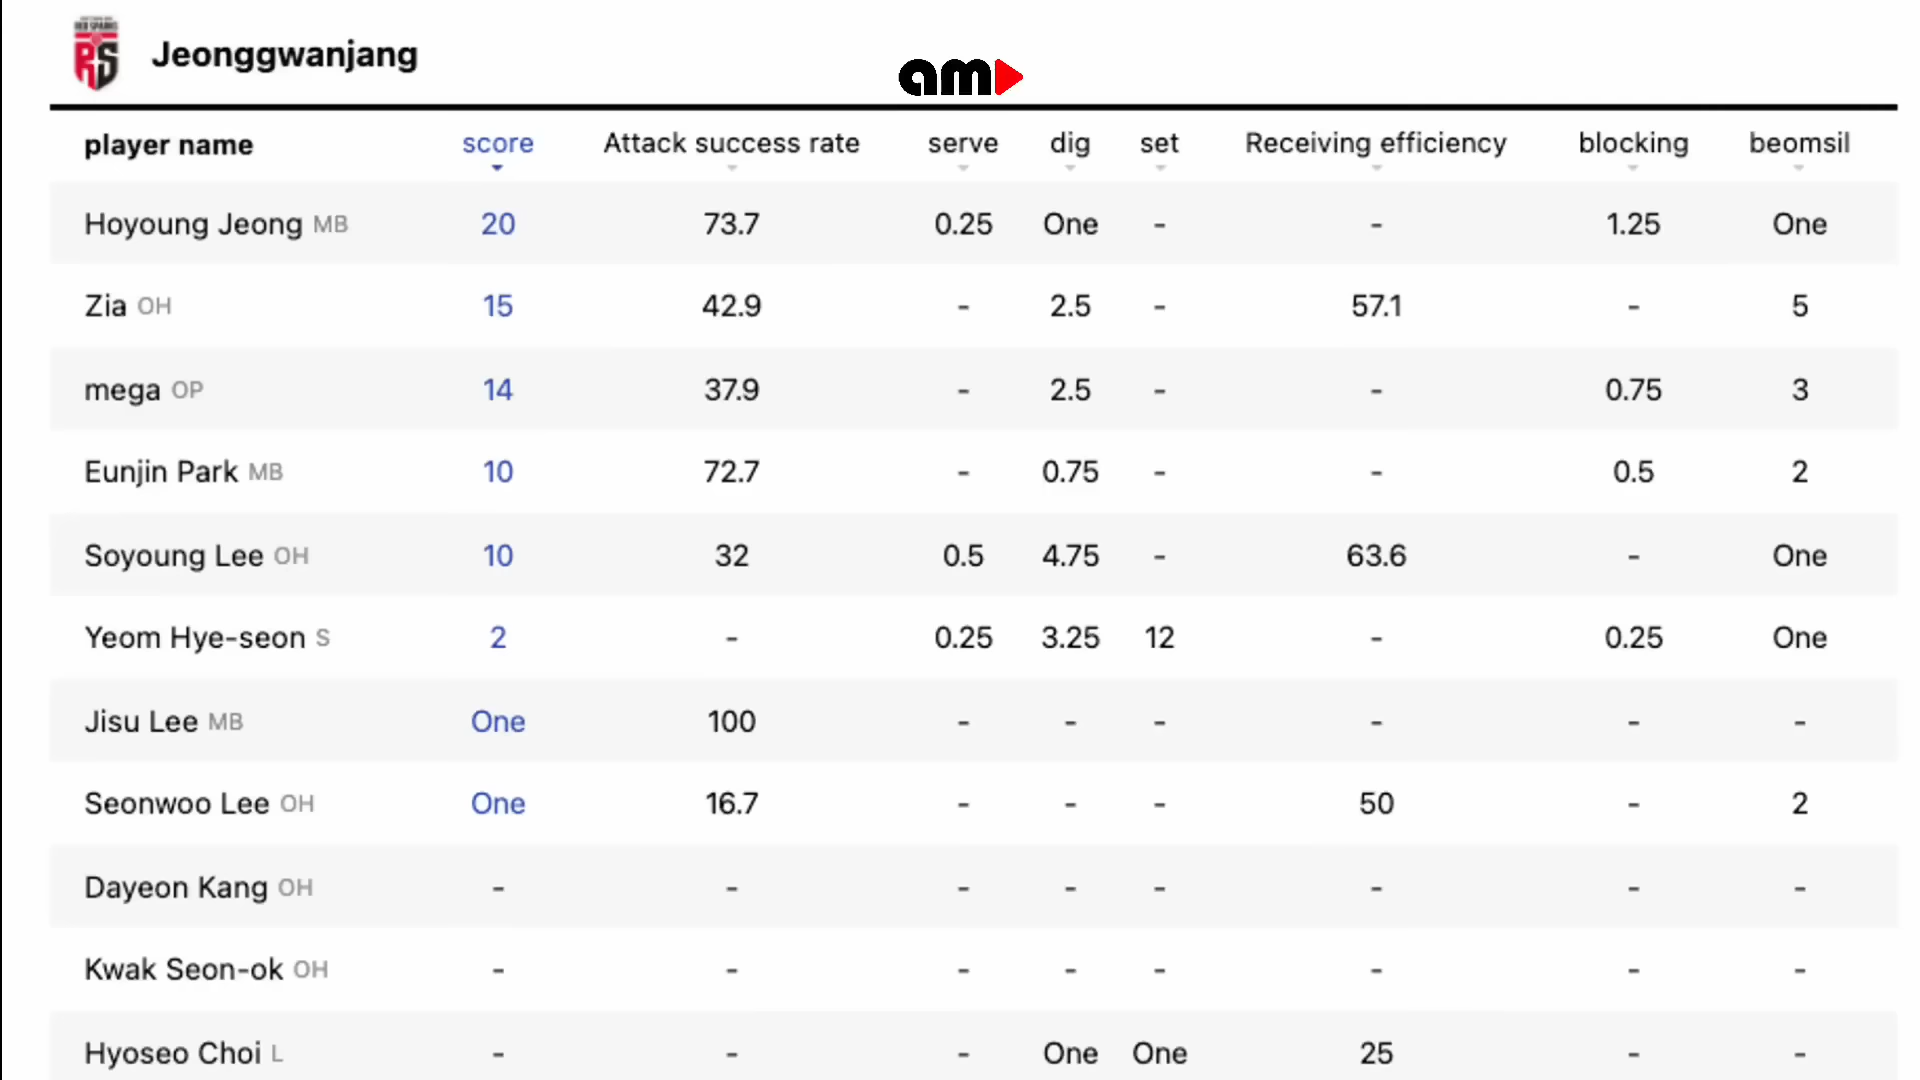 RED SPARKS
RS
Jeonggwanjang
am
player name score Attack success rate serve dig set Receiving efficiency blocking beomsil
Hoyoung Jeong MB 20 73.7 0.25 One - - 1.25 One
Zia OH 15 42.9 - 2.5 - 57.1 - 5
mega OP 14 37.9 - 2.5 - - 0.75 3
Eunjin Park MB 10 72.7 - 0.75 - - 0.5 2
Soyoung Lee OH 10 32 0.5 4.75 - 63.6 - One
Yeom Hye-seon S 2 - 0.25 3.25 12 - 0.25 One
Jisu Lee MB One 100 - - - - - -
Seonwoo Lee OH One 16.7 - - - 50 - 2
Dayeon Kang OH - - - - - - - -
Kwak Seon-ok OH - - - - - - - -
Hyoseo Choi L - - - One One 25 - -